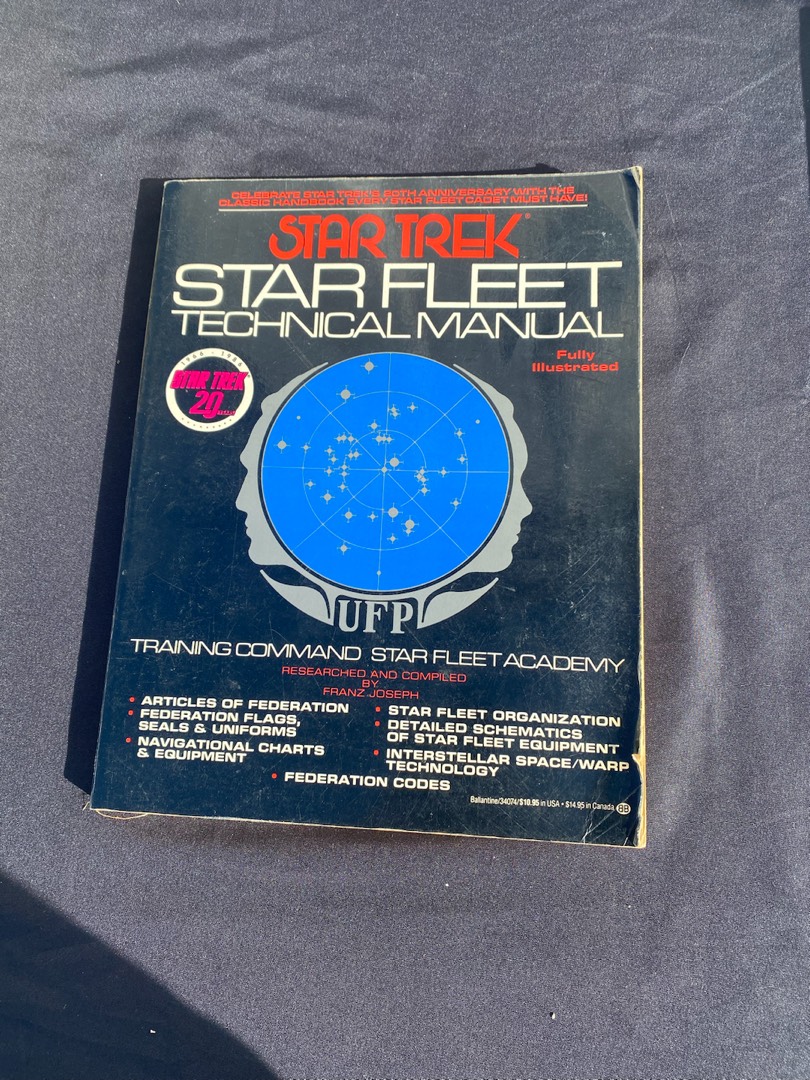 CELEBRATE STAR TREK'S 20TH ANNIVERSARY WITH THE
CLASSIC HANDBOOK EVERY STAR FLEET CADET MUST HAVE!
STAR TREK®
STAR FLEET
TECHNICAL MANUAL
Fully
Illustrated
1966 - 1986
STAR TREK
20
UFP
TRAINING COMMAND STAR FLEET ACADEMY
RESEARCHED AND COMPILED
BY
FRANZ JOSEPH
• ARTICLES OF FEDERATION
• FEDERATION FLAGS,
SEALS & UNIFORMS
• NAVIGATIONAL CHARTS
& EQUIPMENT
• STAR FLEET ORGANIZATION
• DETAILED SCHEMATICS
OF STAR FLEET EQUIPMENT
• INTERSTELLAR SPACE/WARP
TECHNOLOGY
• FEDERATION CODES
Ballantine/34074/$10.95 in USA • $14.95 in Canada BB